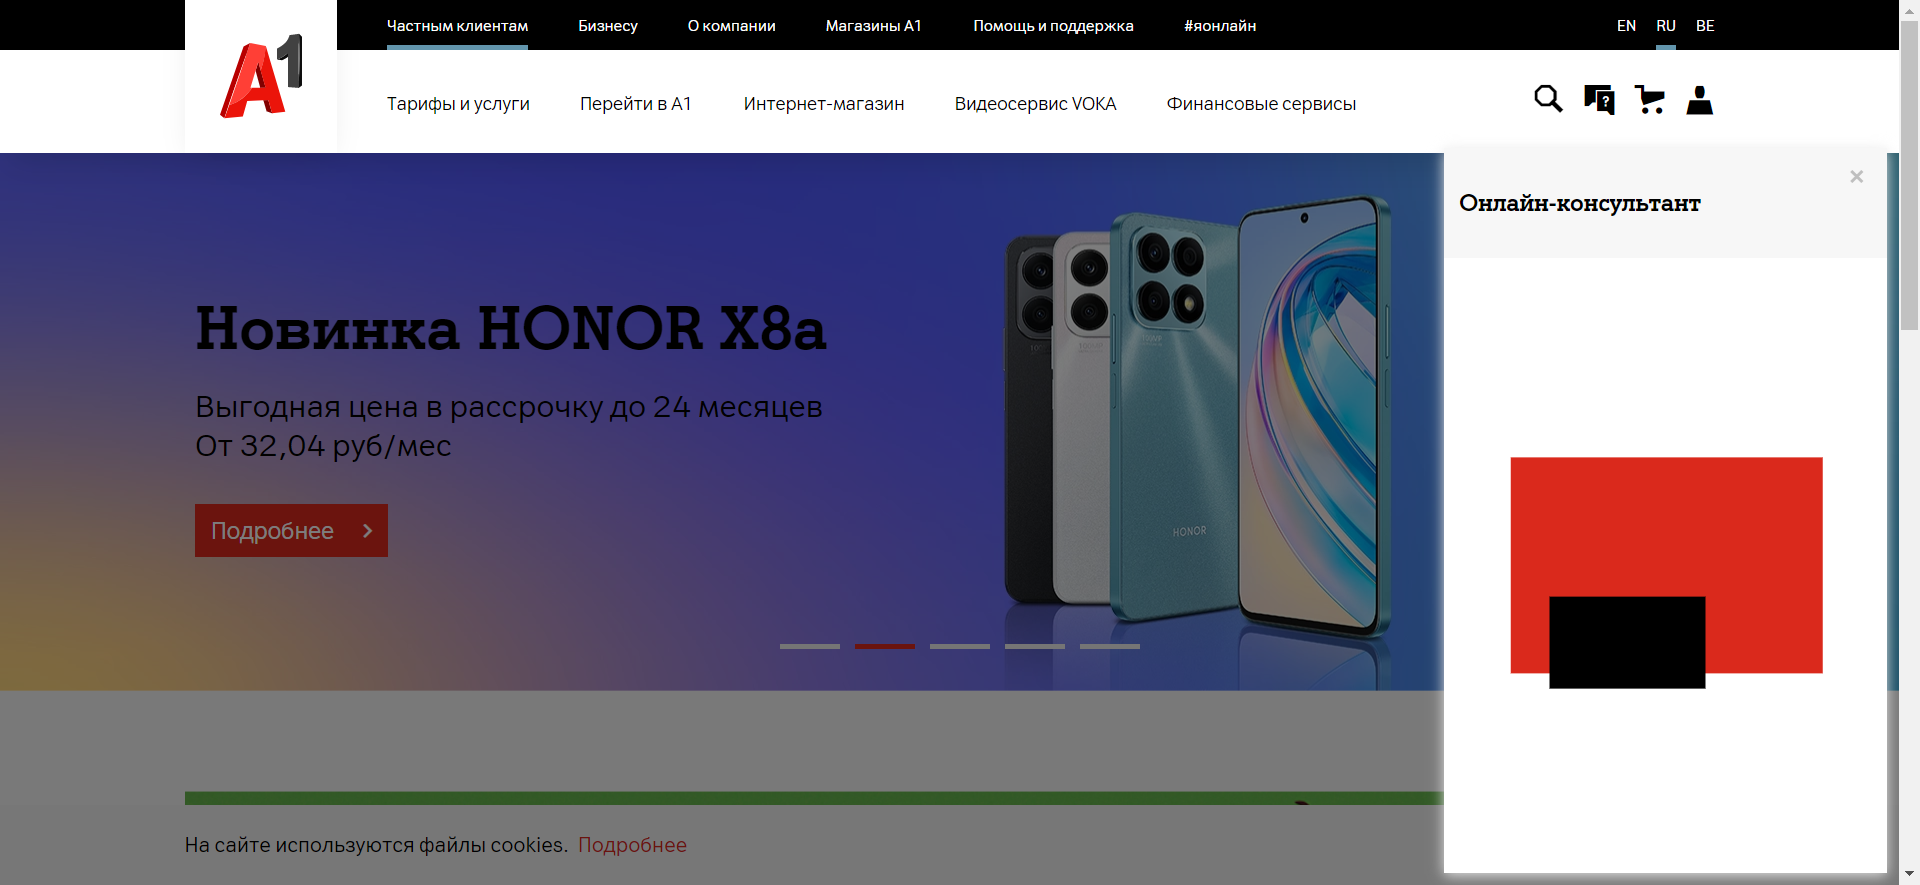 Частным клиентам
Бизнесу
О компании
Магазины А1
Помощь и поддержка
#яонлайн
EN
RU
BE
A1
Тарифы и услуги
Перейти в А1
Интернет-магазин
Видеосервис VOKA
Финансовые сервисы
?
Онлайн-консультант
Новинка HONOR X8a
Выгодная цена в рассрочку до 24 месяцев
От 32,04 руб/мес
Подробнее
HONOR
На сайте используются файлы cookies. Подробнее